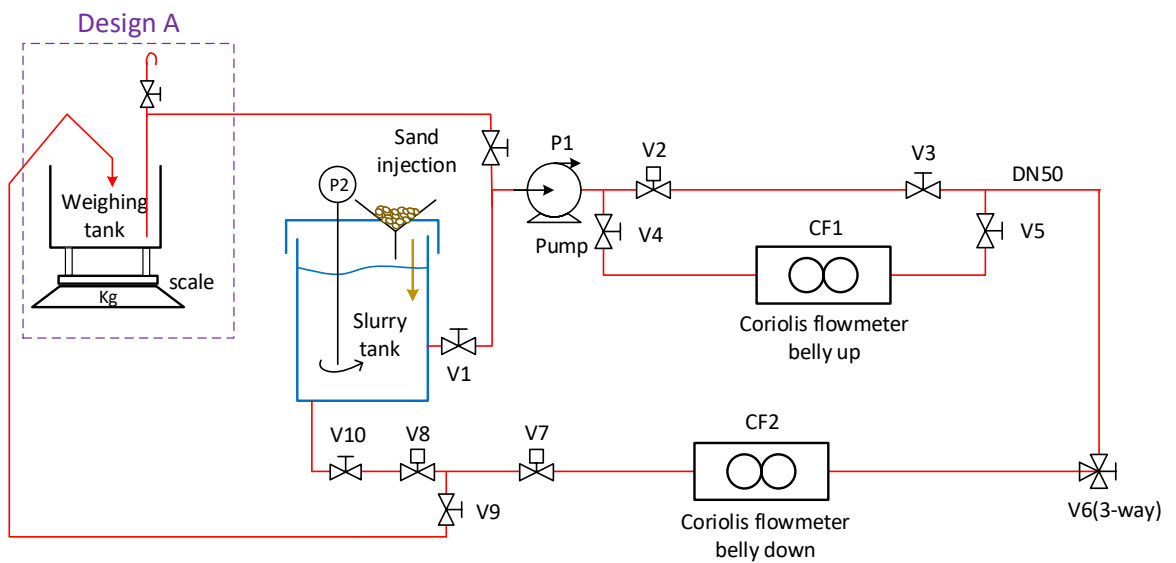 Design A
Sand
injection
P1
V2
V3
DN50
P2
Weighing
tank
Pump
V4
V5
CF1
scale
Kg
Slurry
tank
V1
Coriolis flowmeter
belly up
V10
V8
V7
CF2
V9
V6(3-way)
Coriolis flowmeter
belly down